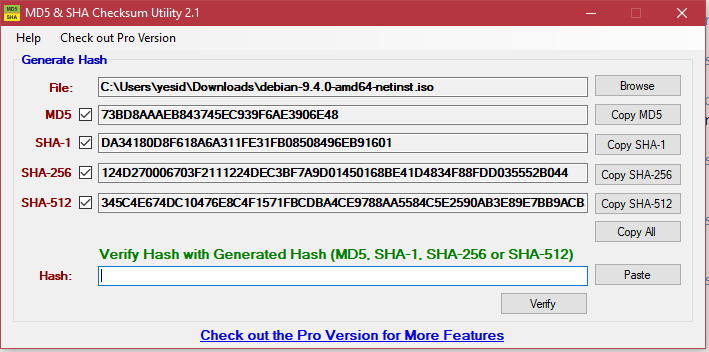 MD5 SHA MD5 & SHA Checksum Utility 2.1
Help Check out Pro Version
Generate Hash
File: C:\Users\yesid\Downloads\debian-9.4.0-amd64-netinst.iso Browse
MD5 73BD8AAAEB843745EC939F6AE3906E48 Copy MD5
SHA-1 DA34180D8F618A6A311FE31FB08508496EB91601 Copy SHA-1
SHA-256 124D270006703F2111224DEC3BF7A9D01450168BE41D4834F88FDD035552B044 Copy SHA-256
SHA-512 345C4E674DC10476E8C4F1571FBCDBA4CE9788AA5584C5E2590AB3E89E7BB9ACB Copy SHA-512
Copy All
Verify Hash with Generated Hash (MD5, SHA-1, SHA-256 or SHA-512)
Hash: Paste
Verify
Check out the Pro Version for More Features